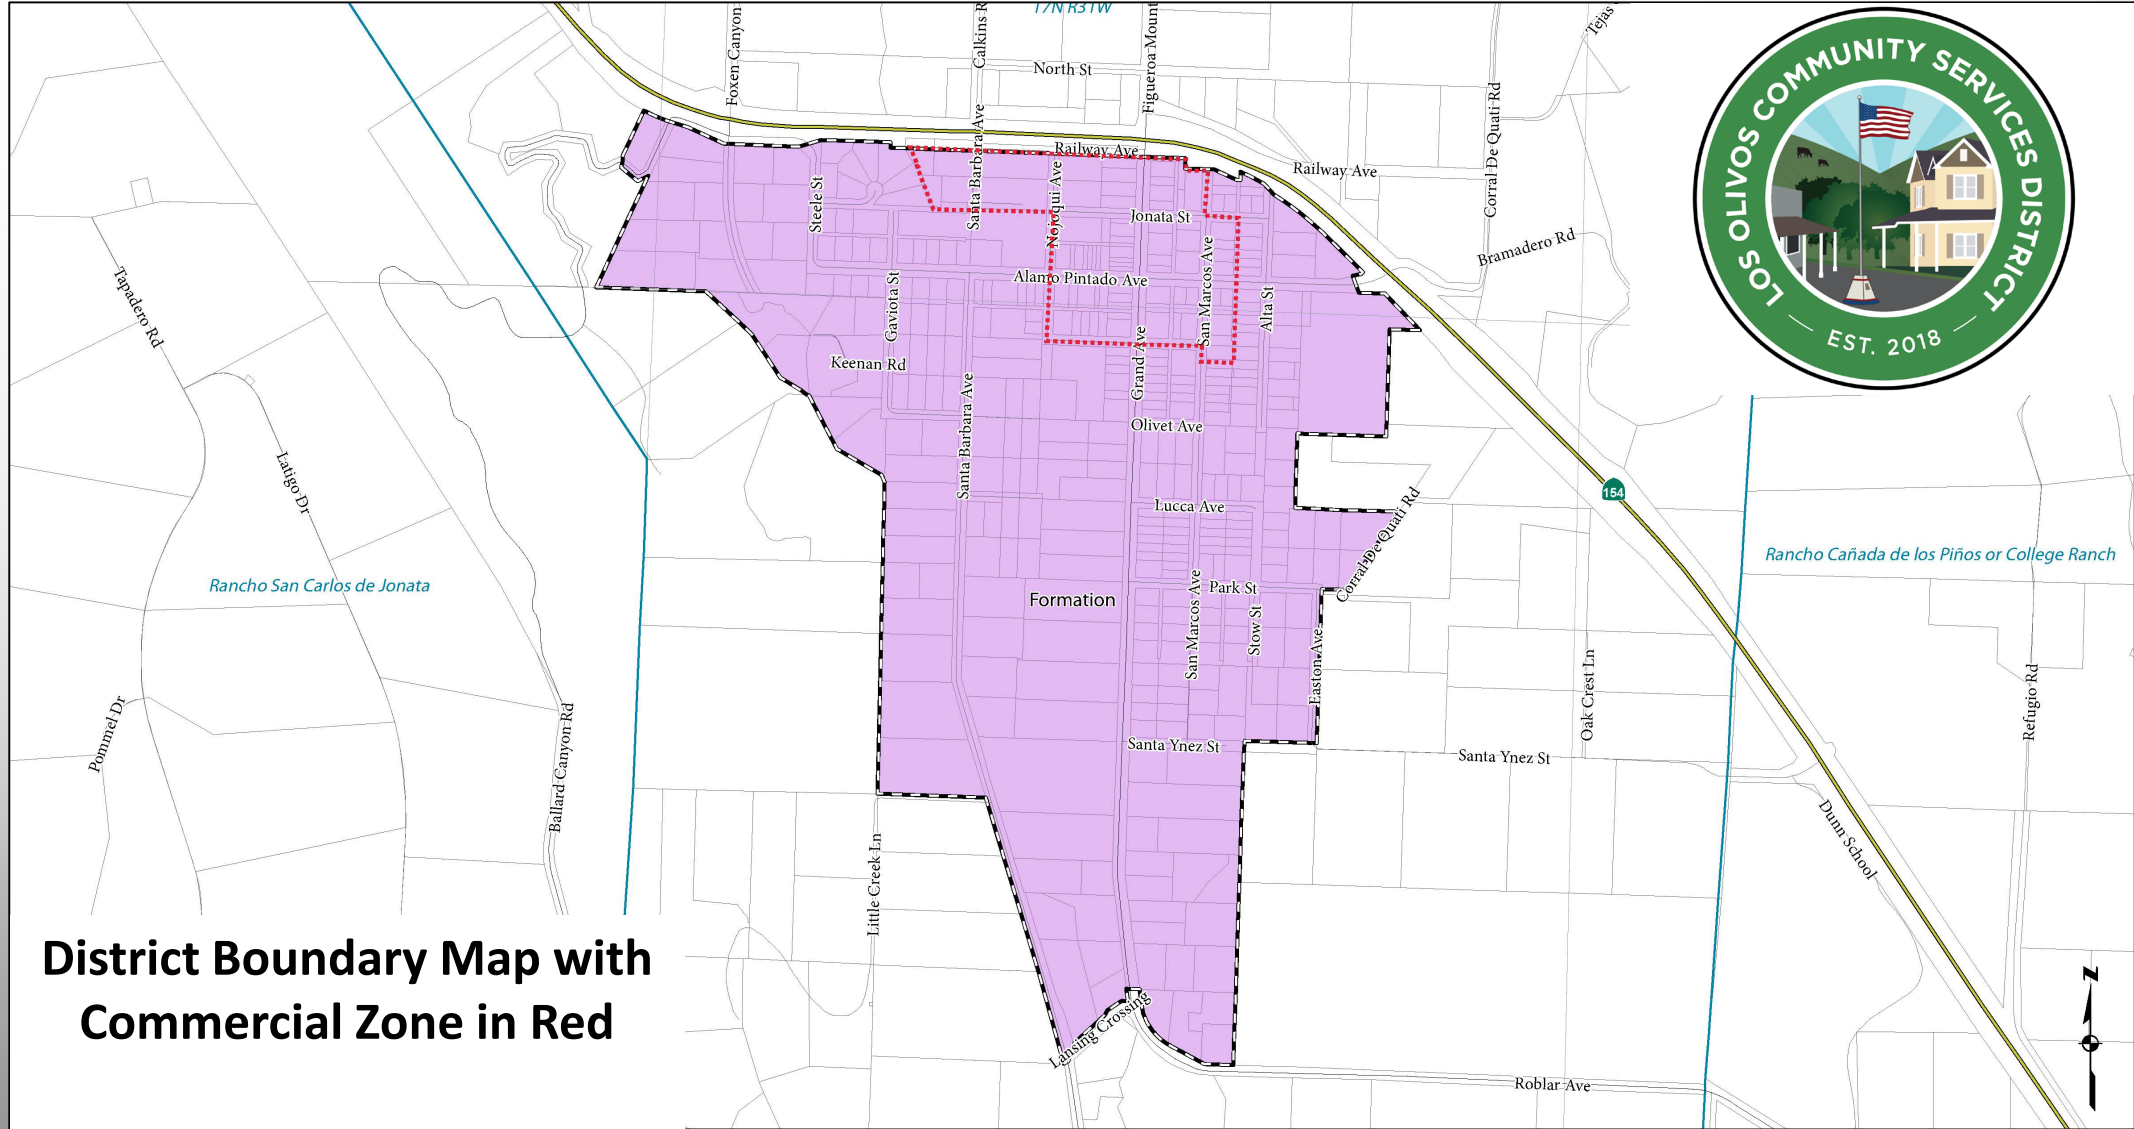 T7N R31W
Foxen Canyon
Calkins R
Figueroa Mount
Tejas
North St
Corral De Quati Rd
Santa Barbara Ave
Railway Ave
Railway Ave
Nojoqui Ave
Steele St
Jonata St
San Marcos Ave
Bramadero Rd
Alamo Pintado Ave
Gaviota St
Alta St
Grand Ave
Keenan Rd
Santa Barbara Ave
Olivet Ave
Lucca Ave
Corral De Quati Rd
154
Tapadero Rd
Latigo Dr
Rancho San Carlos de Jonata
Rancho Cañada de los Piños or College Ranch
Formation
Park St
San Marcos Ave
Stow St
Easton Ave
Oak Crest Ln
Refugio Rd
Pommel Dr
Ballard Canyon Rd
Santa Ynez St
Santa Ynez St
Dunn School
Little Creek Ln
Lansing Crossing
Roblar Ave
LOS OLIVOS COMMUNITY SERVICES DISTRICT
EST. 2018
District Boundary Map with
Commercial Zone in Red
N